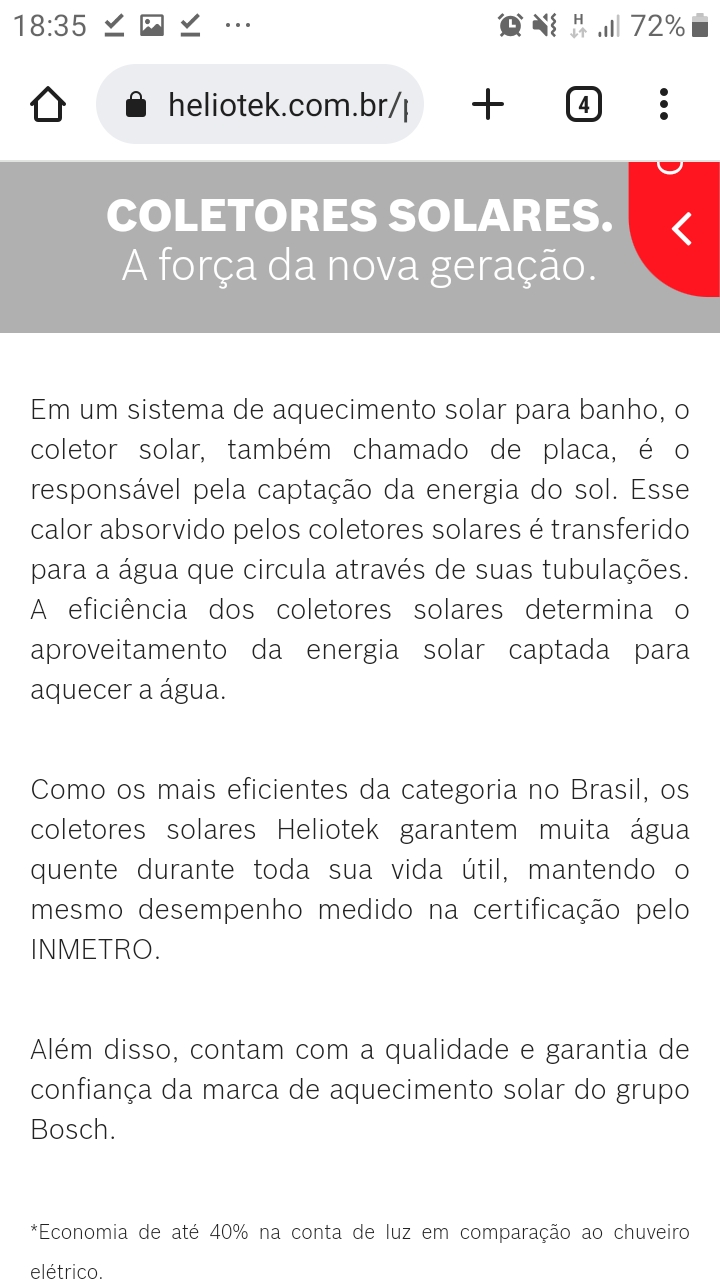 18:35
72%
heliotek.com.br/
4
COLETORES SOLARES.
A força da nova geração.
Em um sistema de aquecimento solar para banho, o
coletor solar, também chamado de placa, é o
responsável pela captação da energia do sol. Esse
calor absorvido pelos coletores solares é transferido
para a água que circula através de suas tubulações.
A eficiência dos coletores solares determina o
aproveitamento da energia solar captada para
aquecer a água.
Como os mais eficientes da categoria no Brasil, os
coletores solares Heliotek garantem muita água
quente durante toda sua vida útil, mantendo o
mesmo desempenho medido na certificação pelo
INMETRO.
Além disso, contam com a qualidade e garantia de
confiança da marca de aquecimento solar do grupo
Bosch.
*Economia de até 40% na conta de luz em comparação ao chuveiro
elétrico.